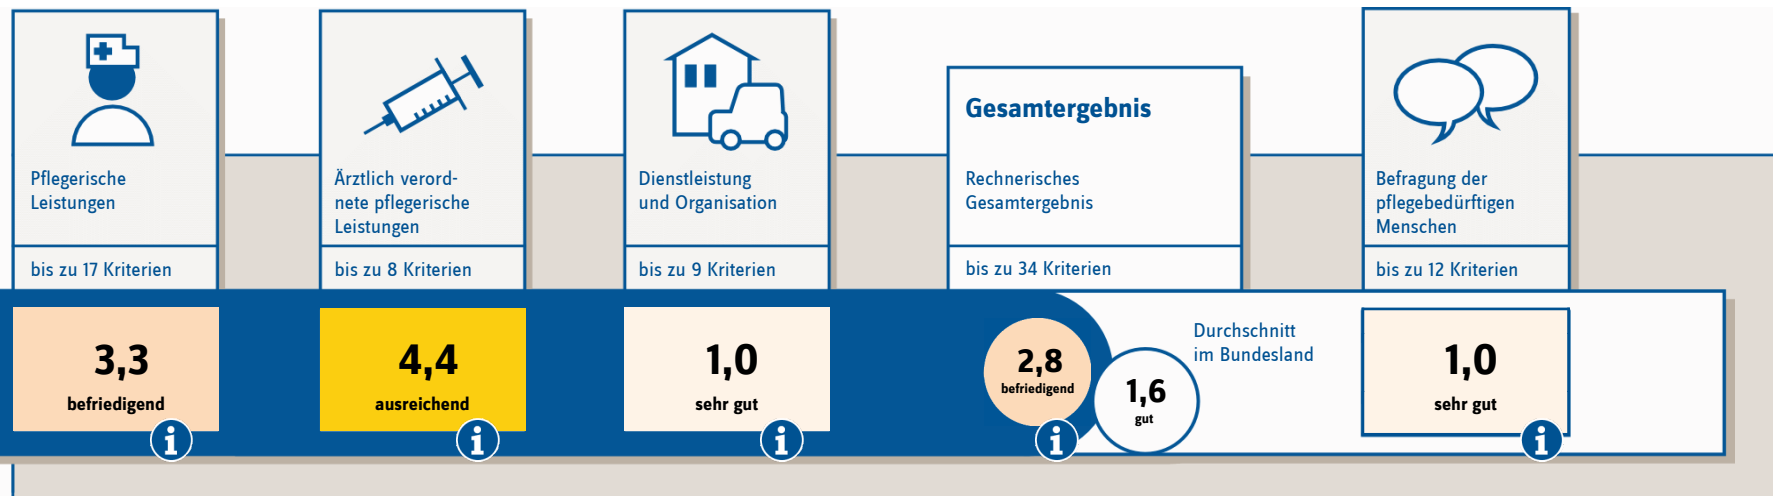 Pflegerische
Leistungen
bis zu 17 Kriterien
3,3
befriedigend
i
Ärztlich verord-
nete pflegerische
Leistungen
bis zu 8 Kriterien
4,4
ausreichend
i
Dienstleistung
und Organisation
bis zu 9 Kriterien
1,0
sehr gut
i
Gesamtergebnis
Rechnerisches
Gesamtergebnis
bis zu 34 Kriterien
2,8
befriedigend
i
1,6
gut
Durchschnitt
im Bundesland
Befragung der
pflegebedürftigen
Menschen
bis zu 12 Kriterien
1,0
sehr gut
i